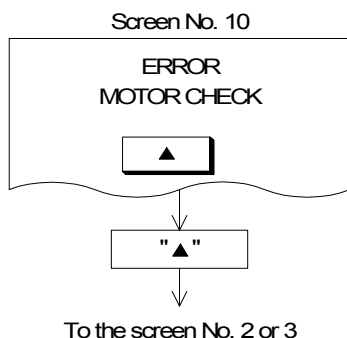 Screen No. 10
ERROR
MOTOR CHECK
▲
"▲"
To the screen No. 2 or 3